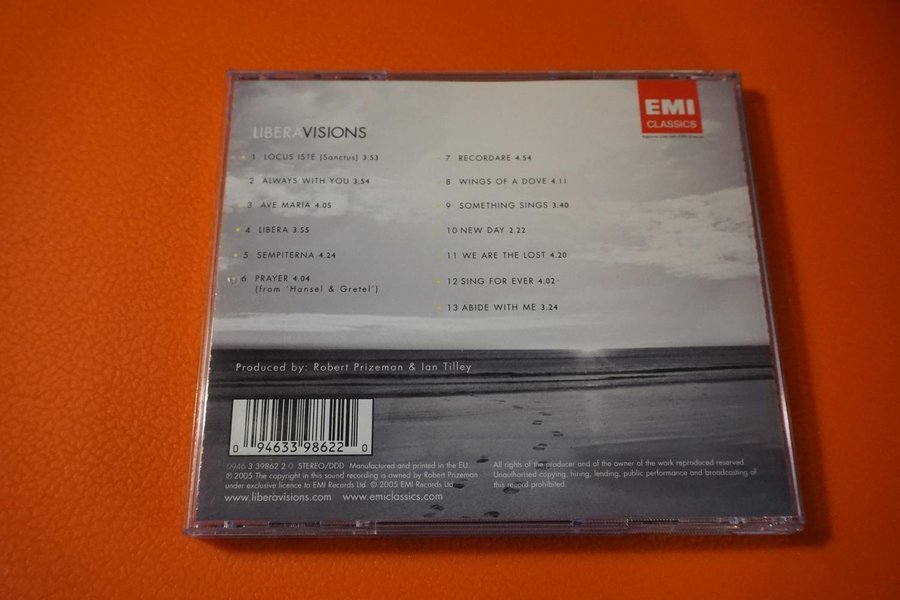 LIBERAVISIONS
1 LOCUS ISTE (Sanctus) 3.53
2 ALWAYS WITH YOU 3.54
3 AVE MARIA 4.05
4 LIBERA 3.55
5 SEMPITERNA 4.24
6 PRAYER 4.04
(from 'Hansel & Gretel')
7 RECORDARE 4.54
8 WINGS OF A DOVE 4.11
9 SOMETHING SINGS 3.40
10 NEW DAY 2.22
11 WE ARE THE LOST 4.20
12 SING FOR EVER 4.02
13 ABIDE WITH ME 3.24
EMI
CLASSICS
Produced by: Robert Prizeman & Ian Tilley
0 94633 98622 0
0946 3 39862 2 0 STEREO/DDD Manufactured and printed in the EU.
℗ 2005 The copyright in this sound recording is owned by Robert Prizeman
under exclusive licence to EMI Records Ltd. © 2005 EMI Records Ltd
www.liberavisions.com www.emiclassics.com
All rights of the producer and of the owner of the work reproduced reserved.
Unauthorised copying, hiring, lending, public performance and broadcasting of
this record prohibited.